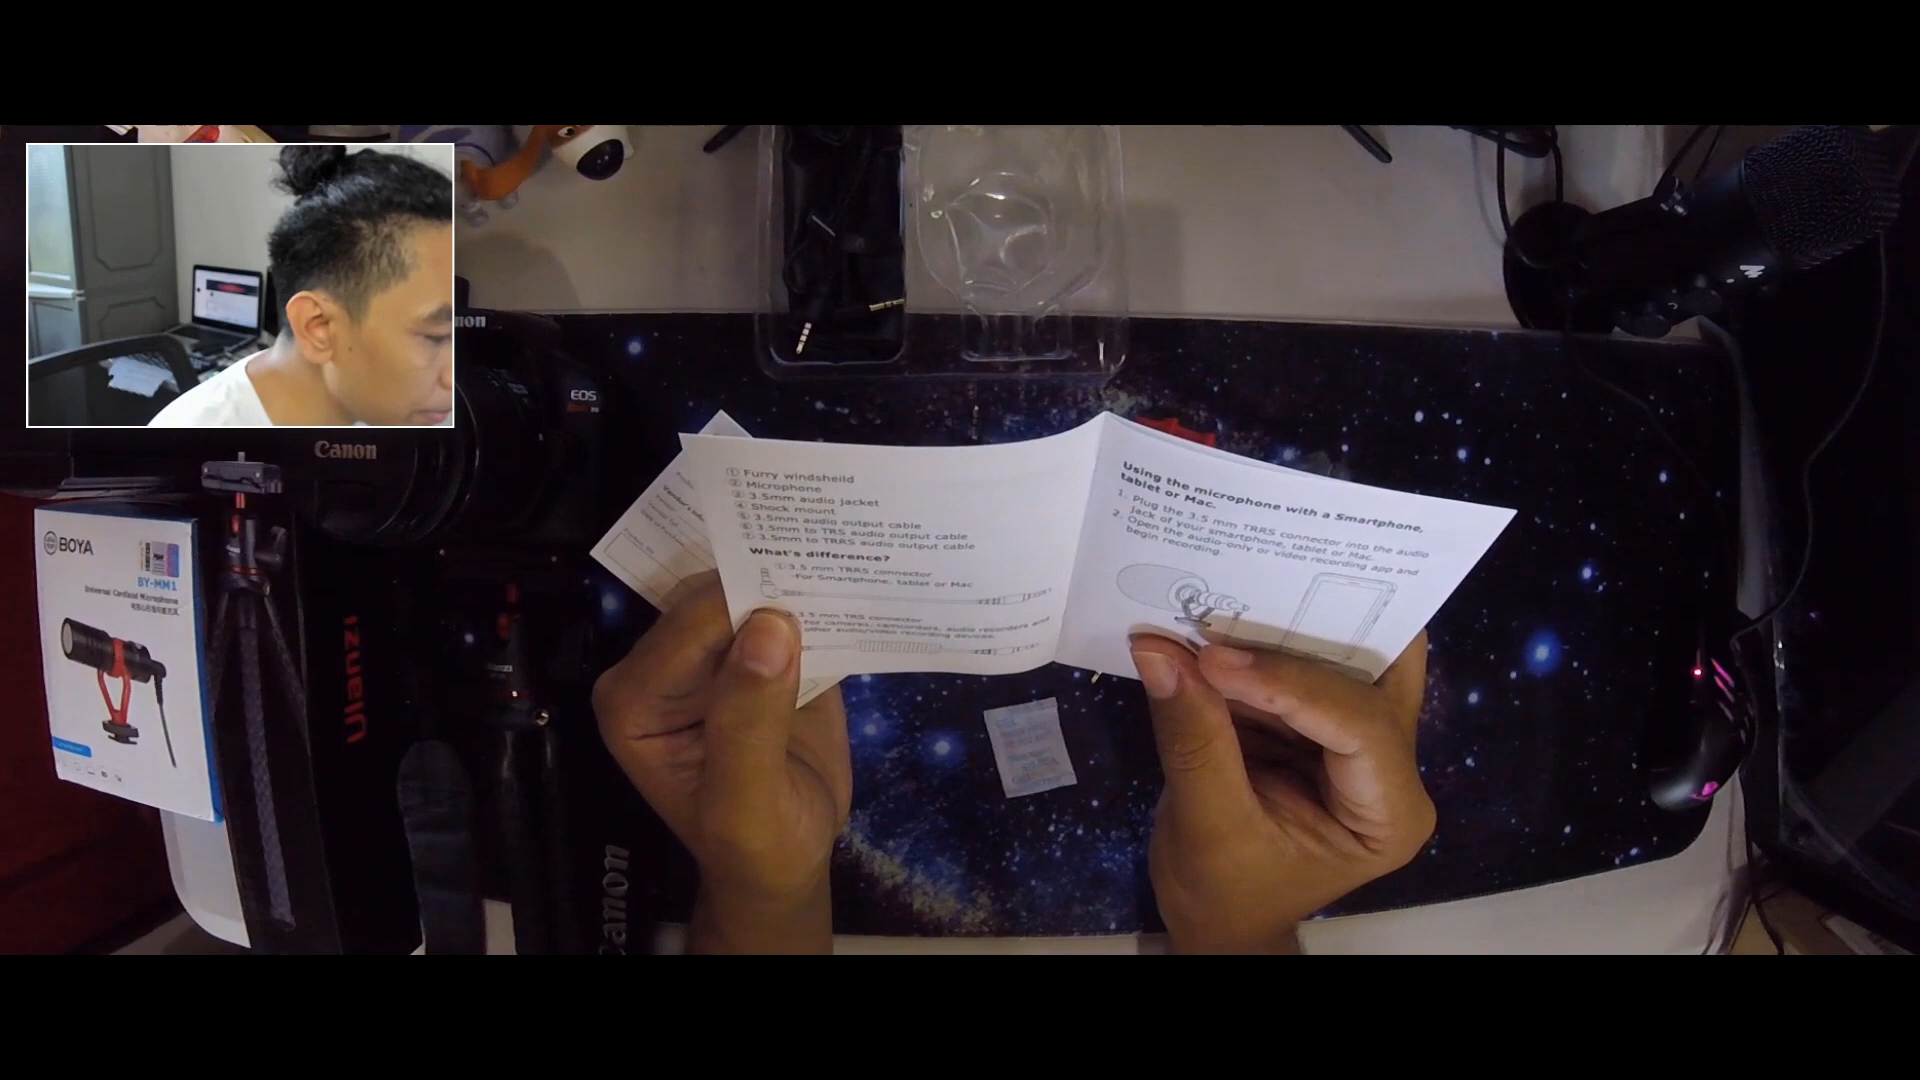 Canon
EOS
Canon
BOYA
BY-MM1
Universal Cardioid Microphone
Ulanzi
Canon
① Furry windsheild
② Microphone
③ 3.5mm audio jacket
④ Shock mount
⑤ 3.5mm audio output cable
⑥ 3.5mm to TRS audio output cable
⑦ 3.5mm to TRRS audio output cable
What's difference?
① 3.5 mm TRRS connector
-For Smartphone, tablet or Mac
3.5 mm TRS connector
-For cameras, camcorders, audio recorders and
other audio/video recording devices.
Using the microphone with a Smartphone,
tablet or Mac.
1. Plug the 3.5 mm TRRS connector into the audio
jack of your smartphone, tablet or Mac.
2. Open the audio-only or video recording app and
begin recording.